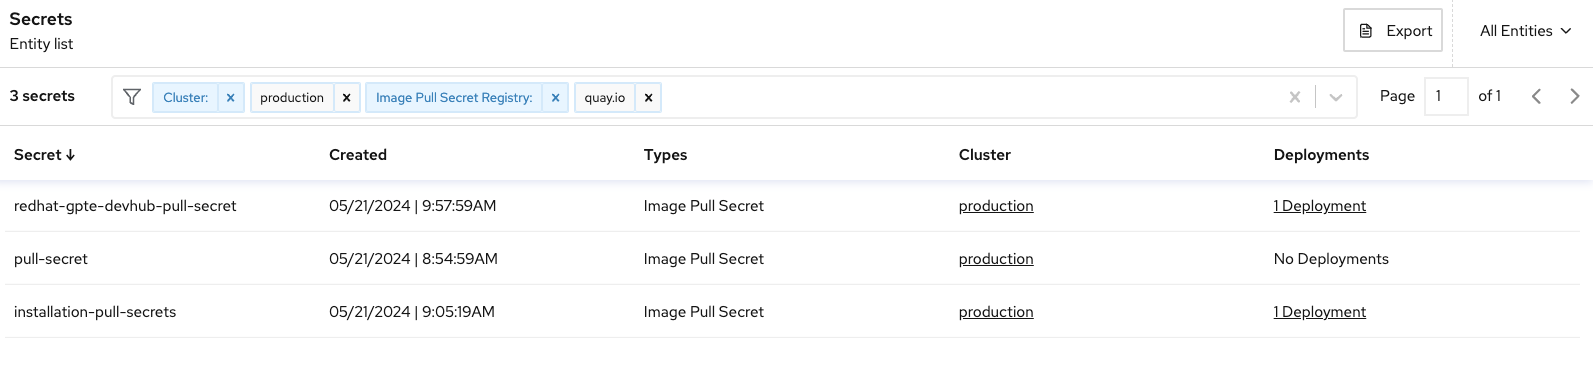 Secrets
Entity list
Export
All Entities
3 secrets
Cluster:
production
Image Pull Secret Registry:
quay.io
Page 1 of 1
Secret Created Types Cluster Deployments
redhat-gpte-devhub-pull-secret 05/21/2024 | 9:57:59AM Image Pull Secret production 1 Deployment
pull-secret 05/21/2024 | 8:54:59AM Image Pull Secret production No Deployments
installation-pull-secrets 05/21/2024 | 9:05:19AM Image Pull Secret production 1 Deployment